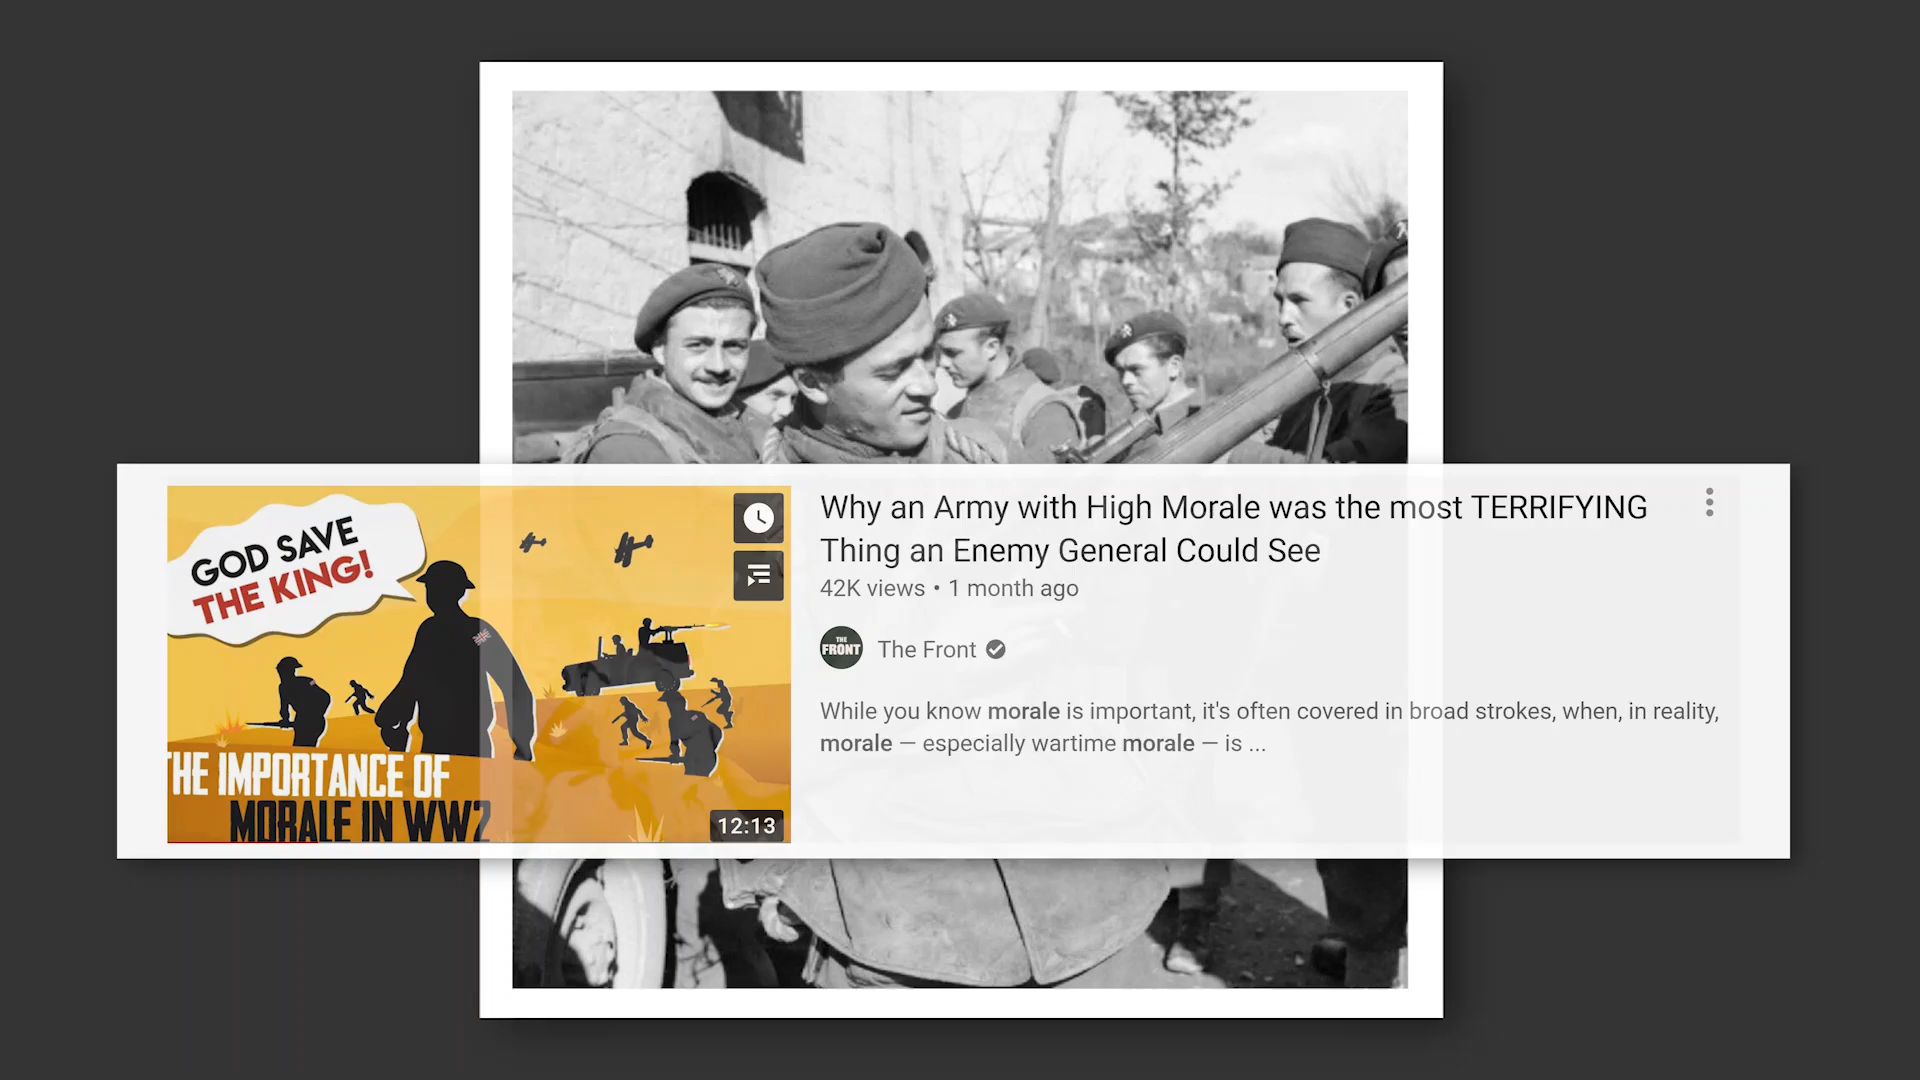 GOD SAVE
THE KING!
THE IMPORTANCE OF
MORALE IN WW2
12:13
Why an Army with High Morale was the most TERRIFYING
Thing an Enemy General Could See
42K views • 1 month ago
THE
FRONT
The Front
While you know morale is important, it's often covered in broad strokes, when, in reality,
morale — especially wartime morale — is ...